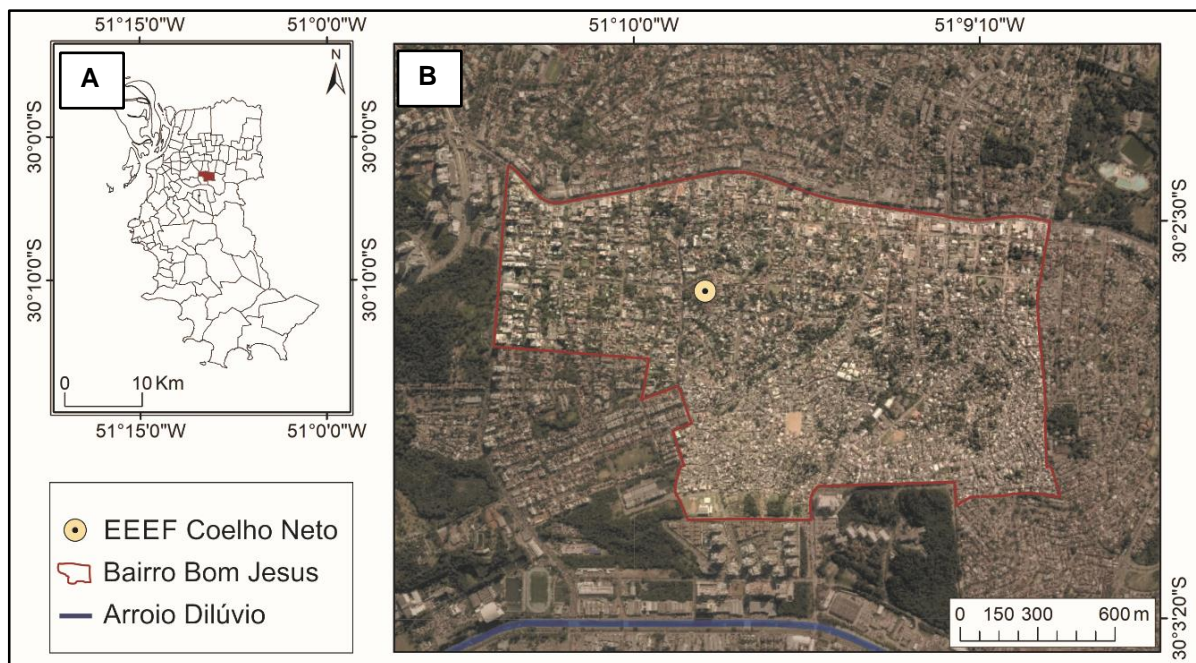 51°15'0"W 51°0'0"W
51°10'0"W 51°9'10"W
A
N
B
30°0'0"S
30°0'0"S
30°2'30"S
30°10'0"S
30°10'0"S
0 10 Km
51°15'0"W 51°0'0"W
EEEF Coelho Neto
Bairro Bom Jesus
Arroio Dilúvio
0 150 300 600 m
30°3'20"S